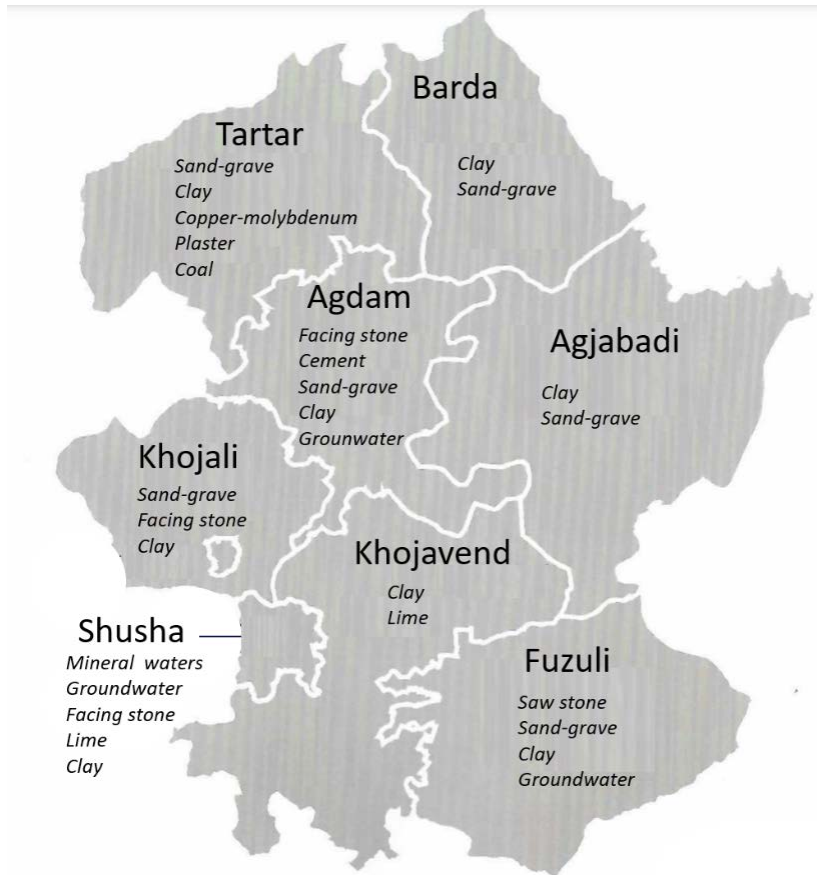 Barda
Clay
Sand-grave
Tartar
Sand-grave
Clay
Copper-molybdenum
Plaster
Coal
Agdam
Facing stone
Cement
Sand-grave
Clay
Grounwater
Agjabadi
Clay
Sand-grave
Khojali
Sand-grave
Facing stone
Clay
Khojavend
Clay
Lime
Shusha
Mineral waters
Groundwater
Facing stone
Lime
Clay
Fuzuli
Saw stone
Sand-grave
Clay
Groundwater